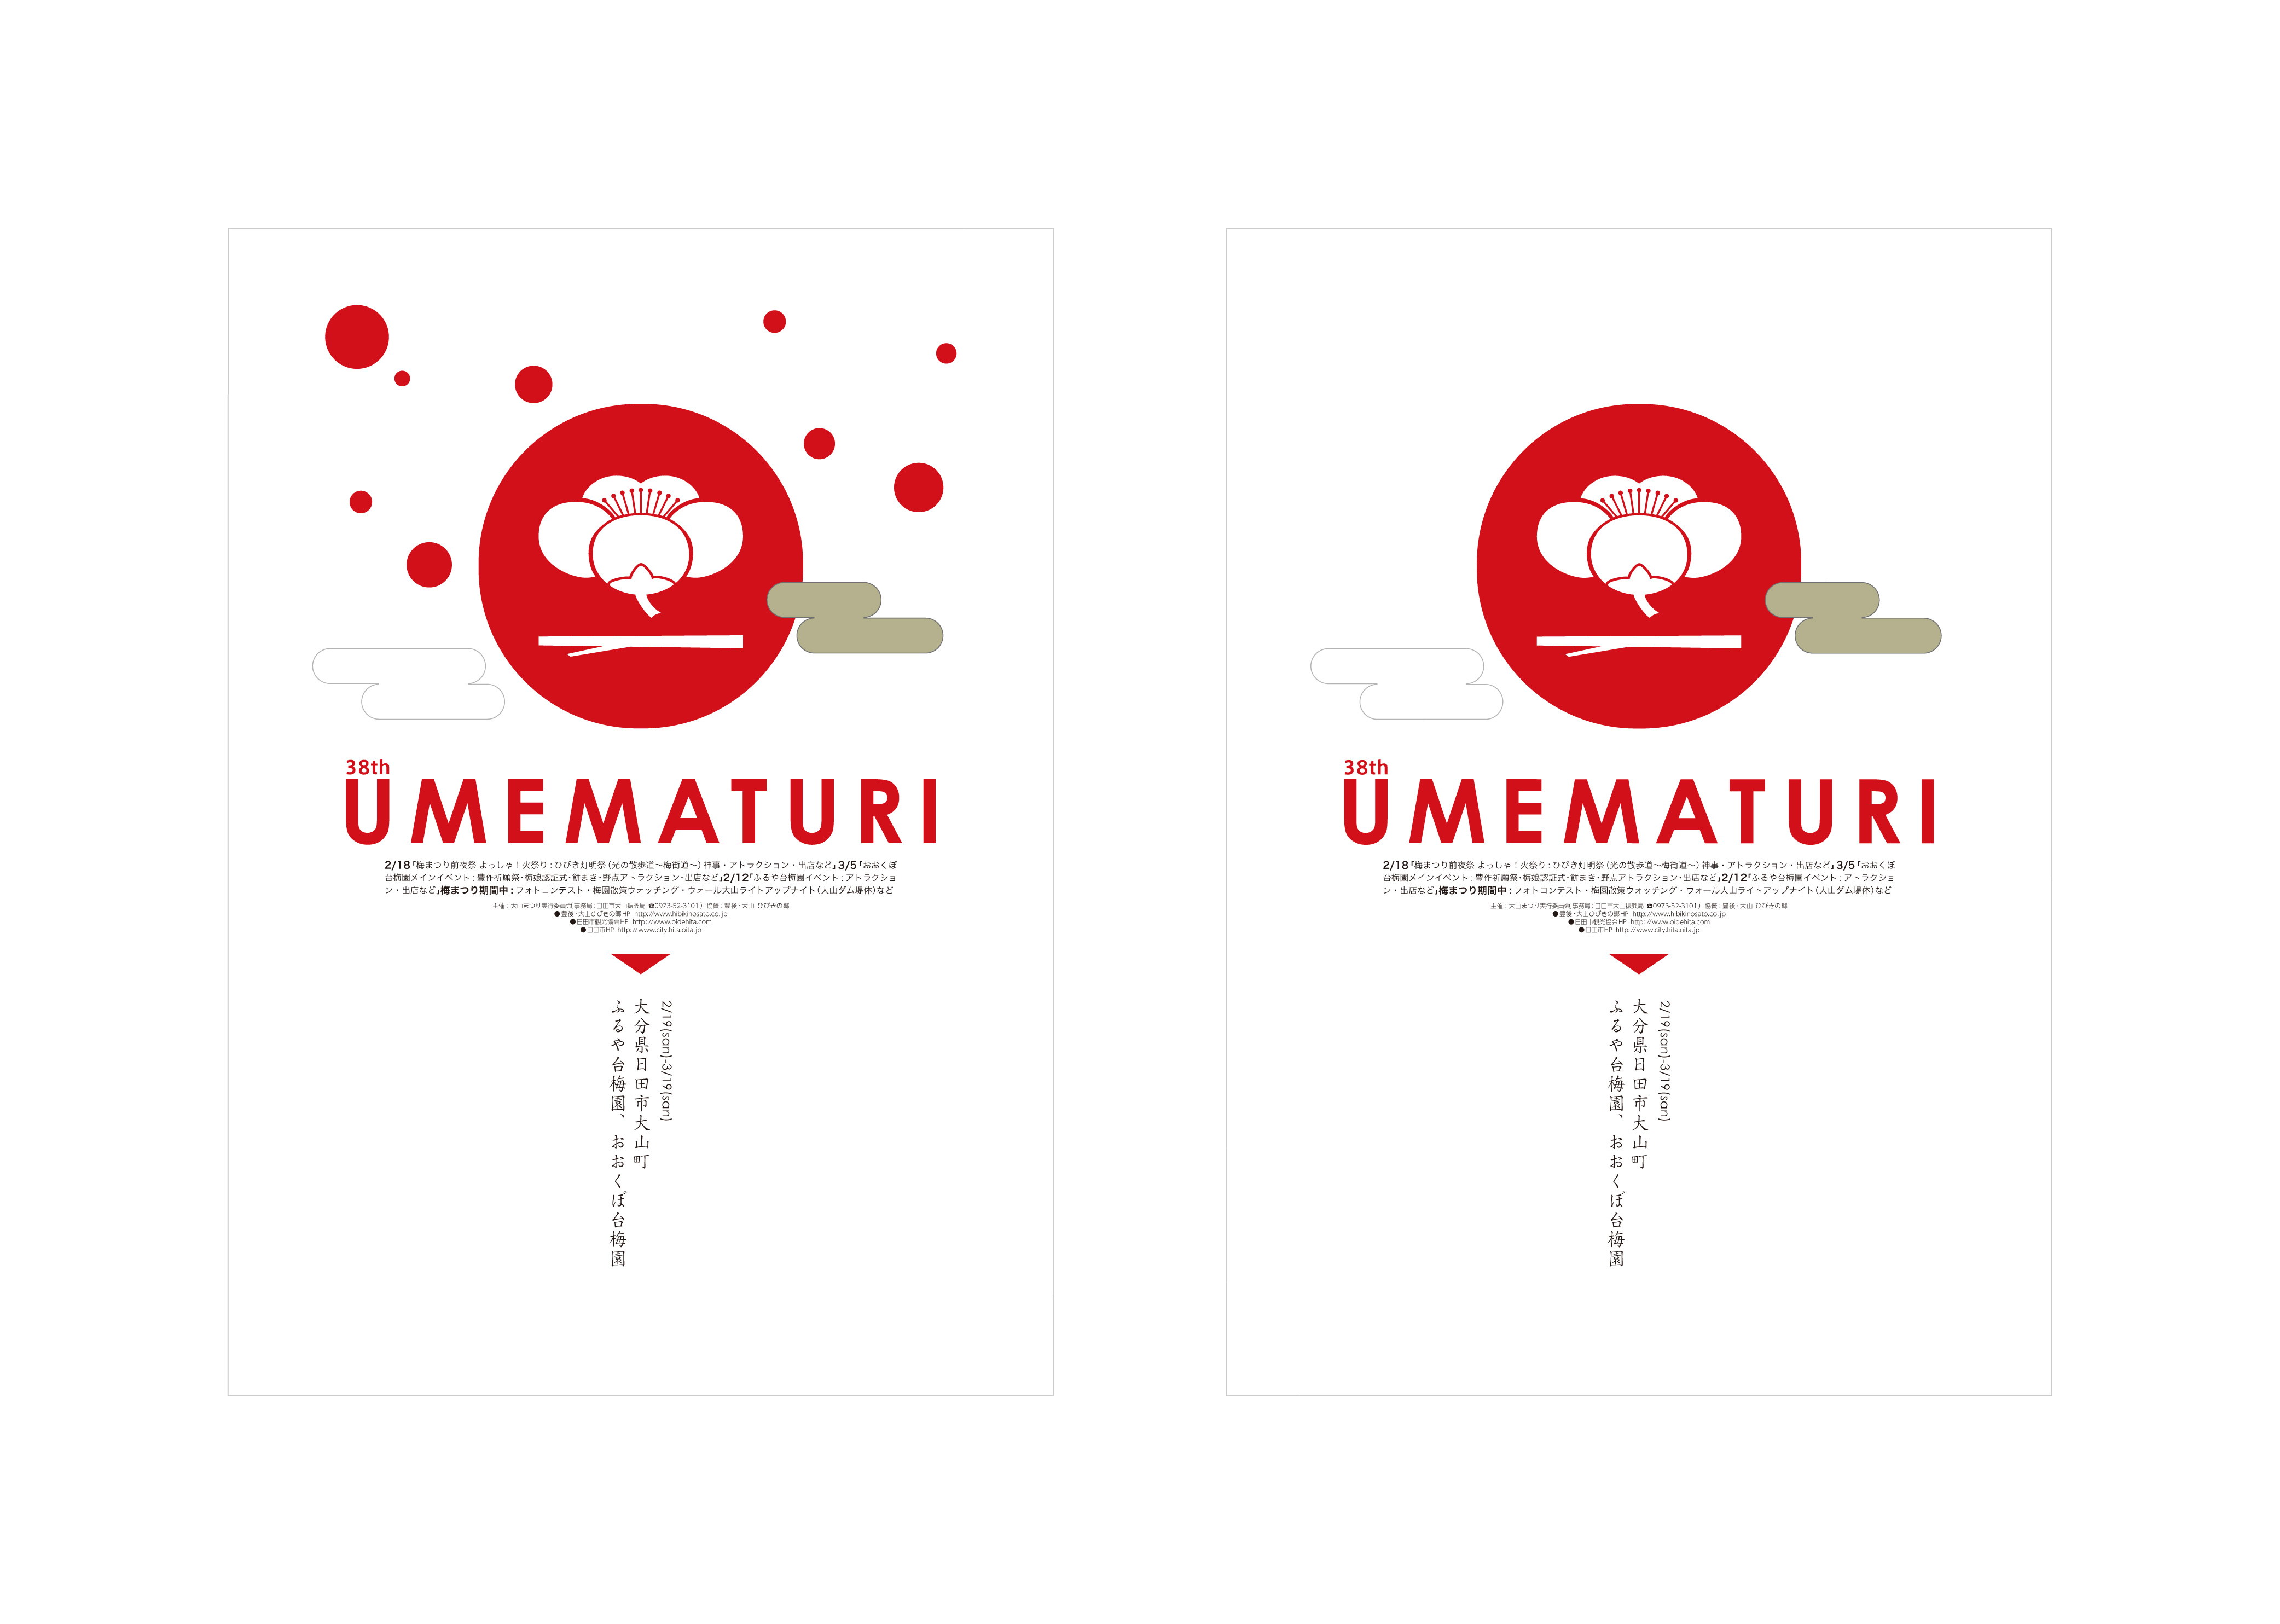 38th
UMEMATURI
2/18「梅まつり前夜祭 よっしゃ！火祭り：ひびき灯明祭（光の散歩道〜梅街道〜）神事・アトラクション・出店など」3/5「おおくぼ
台梅園メインイベント：豊作祈願祭・梅娘認証式・餅まき・野点アトラクション・出店など」2/12「ふるや台梅園イベント：アトラクショ
ン・出店など」梅まつり期間中：フォトコンテスト・梅園散策ウォッチング・ウォール大山ライトアップナイト（大山ダム堤体）など
主催：大山まつり実行委員会（事務局：日田市大山振興局 ☎0973-52-3101） 協賛：豊後・大山 ひびきの郷
●豊後・大山ひびきの郷HP http://www.hibikinosato.co.jp
●日田市観光協会HP http://www.oidehita.com
●日田市HP http://www.city.hita.oita.jp
2/19(san)-3/19(san)
大分県日田市大山町
ふるや台梅園、おおくぼ台梅園
38th
UMEMATURI
2/18「梅まつり前夜祭 よっしゃ！火祭り：ひびき灯明祭（光の散歩道〜梅街道〜）神事・アトラクション・出店など」3/5「おおくぼ
台梅園メインイベント：豊作祈願祭・梅娘認証式・餅まき・野点アトラクション・出店など」2/12「ふるや台梅園イベント：アトラクショ
ン・出店など」梅まつり期間中：フォトコンテスト・梅園散策ウォッチング・ウォール大山ライトアップナイト（大山ダム堤体）など
主催：大山まつり実行委員会（事務局：日田市大山振興局 ☎0973-52-3101） 協賛：豊後・大山 ひびきの郷
●豊後・大山ひびきの郷HP http://www.hibikinosato.co.jp
●日田市観光協会HP http://www.oidehita.com
●日田市HP http://www.city.hita.oita.jp
2/19(san)-3/19(san)
大分県日田市大山町
ふるや台梅園、おおくぼ台梅園